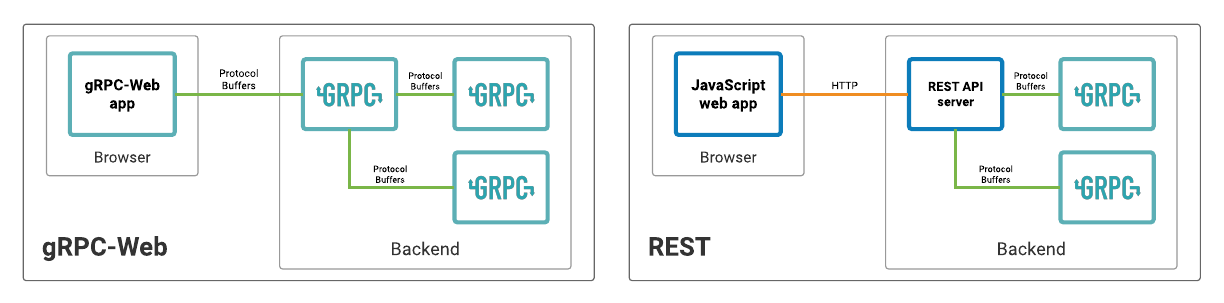 gRPC-Web
app
Browser
Protocol
Buffers
GRPC
Protocol
Buffers
GRPC
Protocol
Buffers
GRPC
gRPC-Web
Backend
JavaScript
web app
Browser
HTTP
REST API
server
Protocol
Buffers
GRPC
Protocol
Buffers
GRPC
REST
Backend